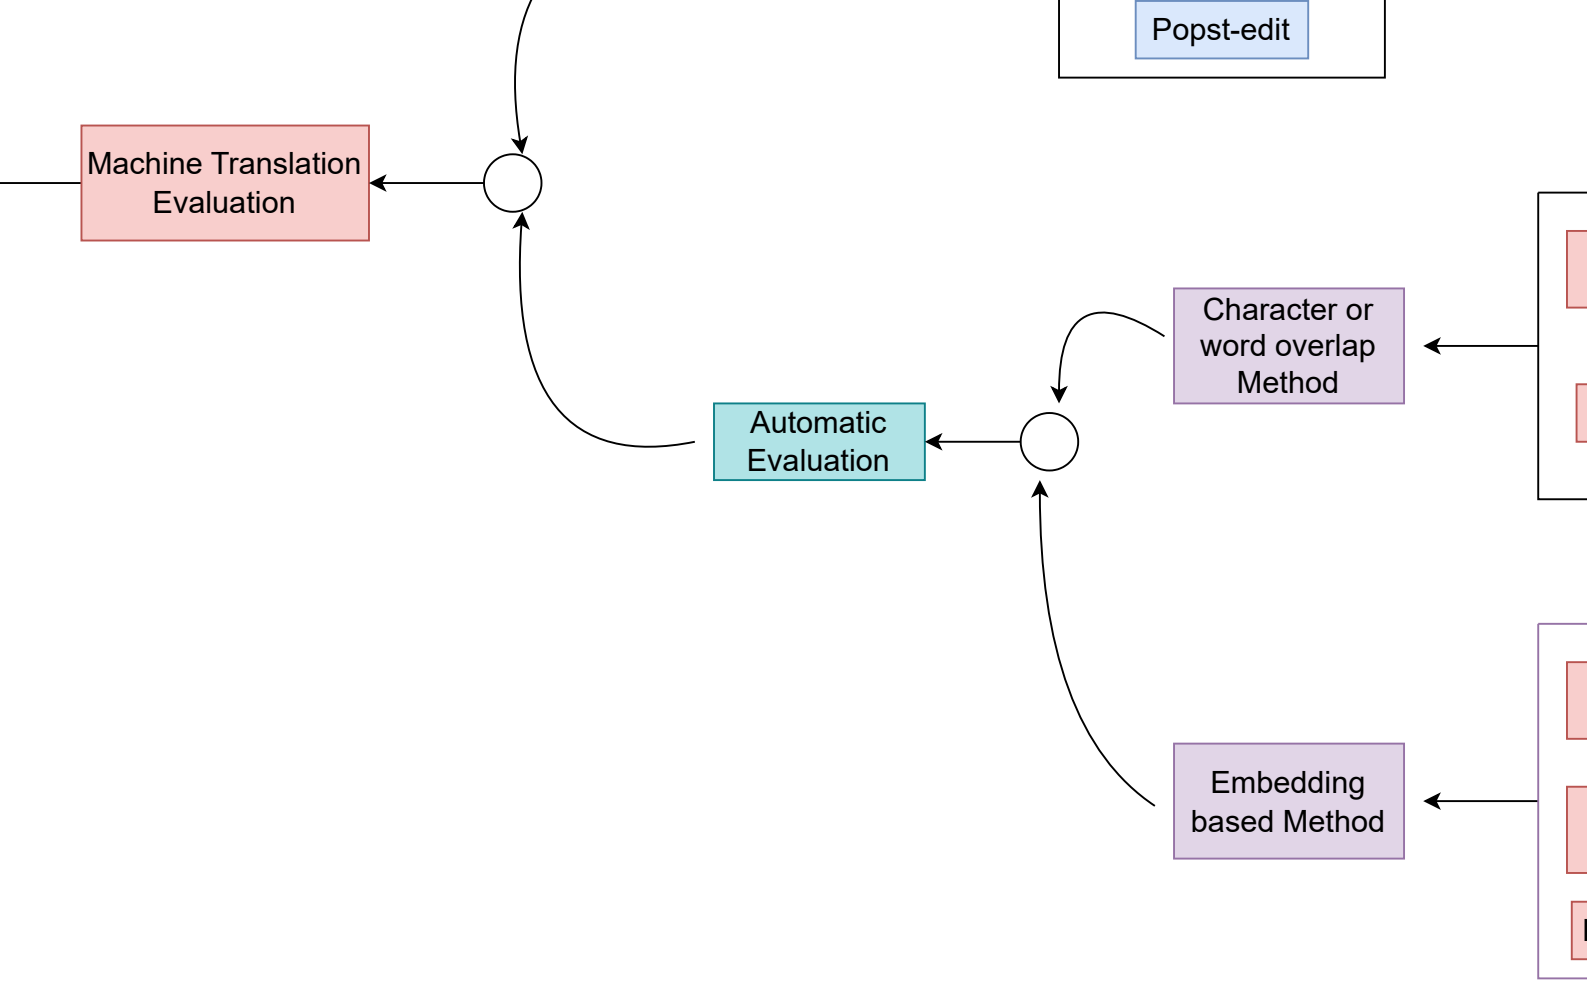 Popst-edit
Machine Translation
Evaluation
Character or
word overlap
Method
Automatic
Evaluation
Embedding
based Method